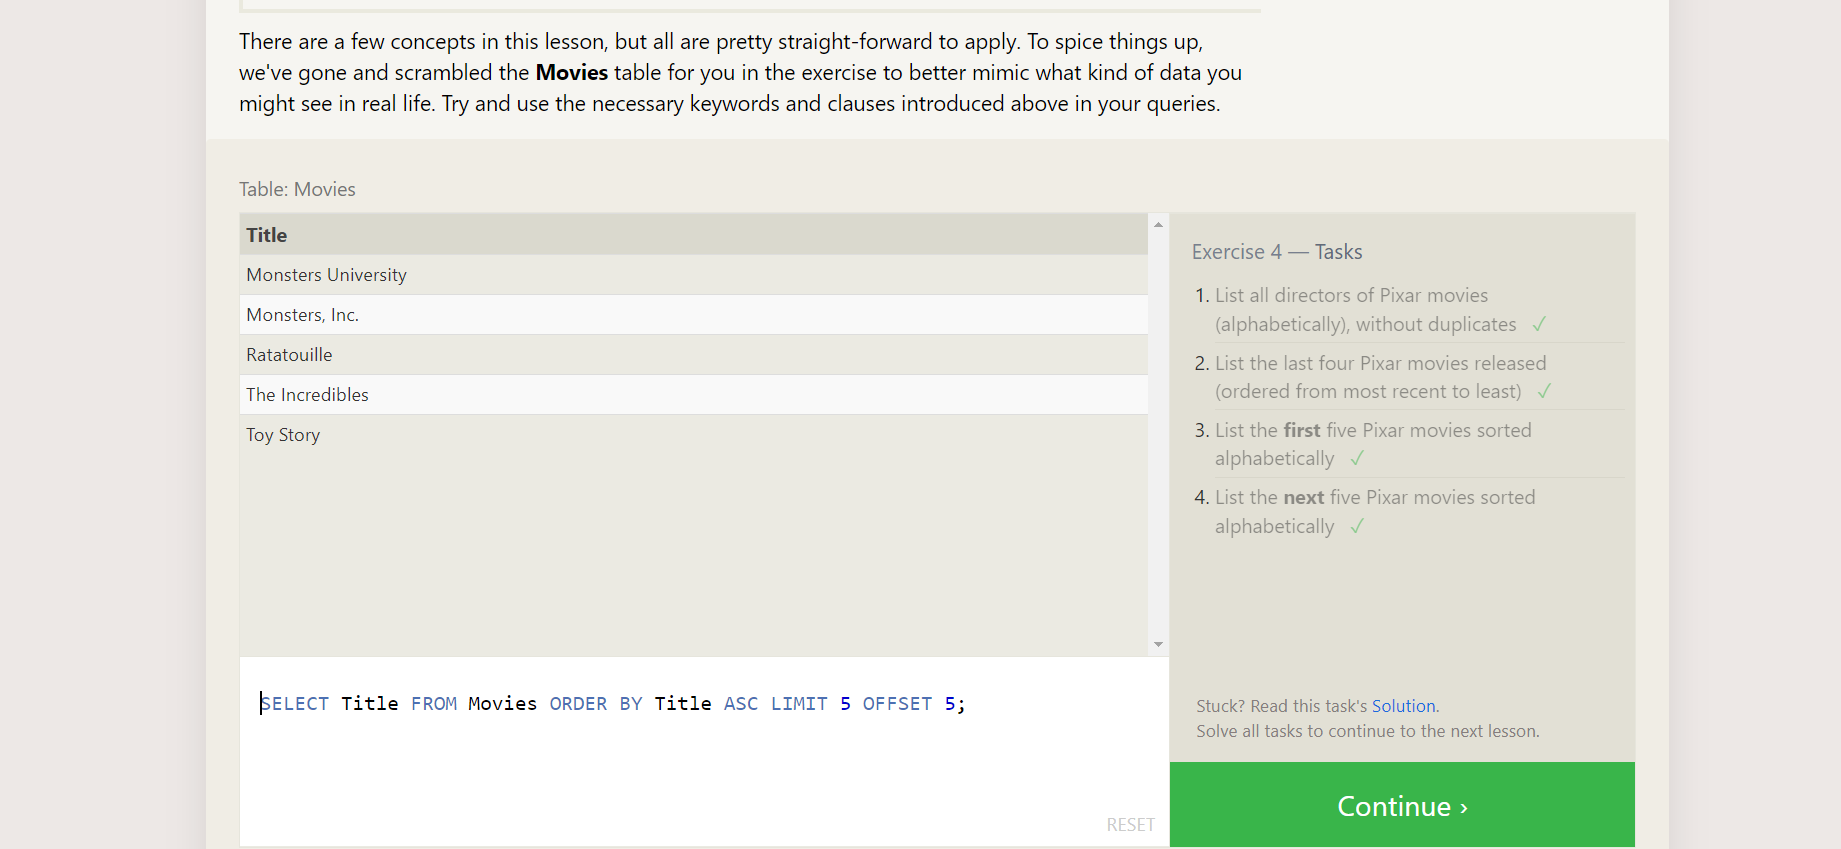 There are a few concepts in this lesson, but all are pretty straight-forward to apply. To spice things up,
we've gone and scrambled the Movies table for you in the exercise to better mimic what kind of data you
might see in real life. Try and use the necessary keywords and clauses introduced above in your queries.
Table: Movies
Title
Monsters University
Monsters, Inc.
Ratatouille
The Incredibles
Toy Story
SELECT Title FROM Movies ORDER BY Title ASC LIMIT 5 OFFSET 5;
RESET
Exercise 4 — Tasks
1. List all directors of Pixar movies
(alphabetically), without duplicates ✓
2. List the last four Pixar movies released
(ordered from most recent to least) ✓
3. List the first five Pixar movies sorted
alphabetically ✓
4. List the next five Pixar movies sorted
alphabetically ✓
Stuck? Read this task's Solution.
Solve all tasks to continue to the next lesson.
Continue ›